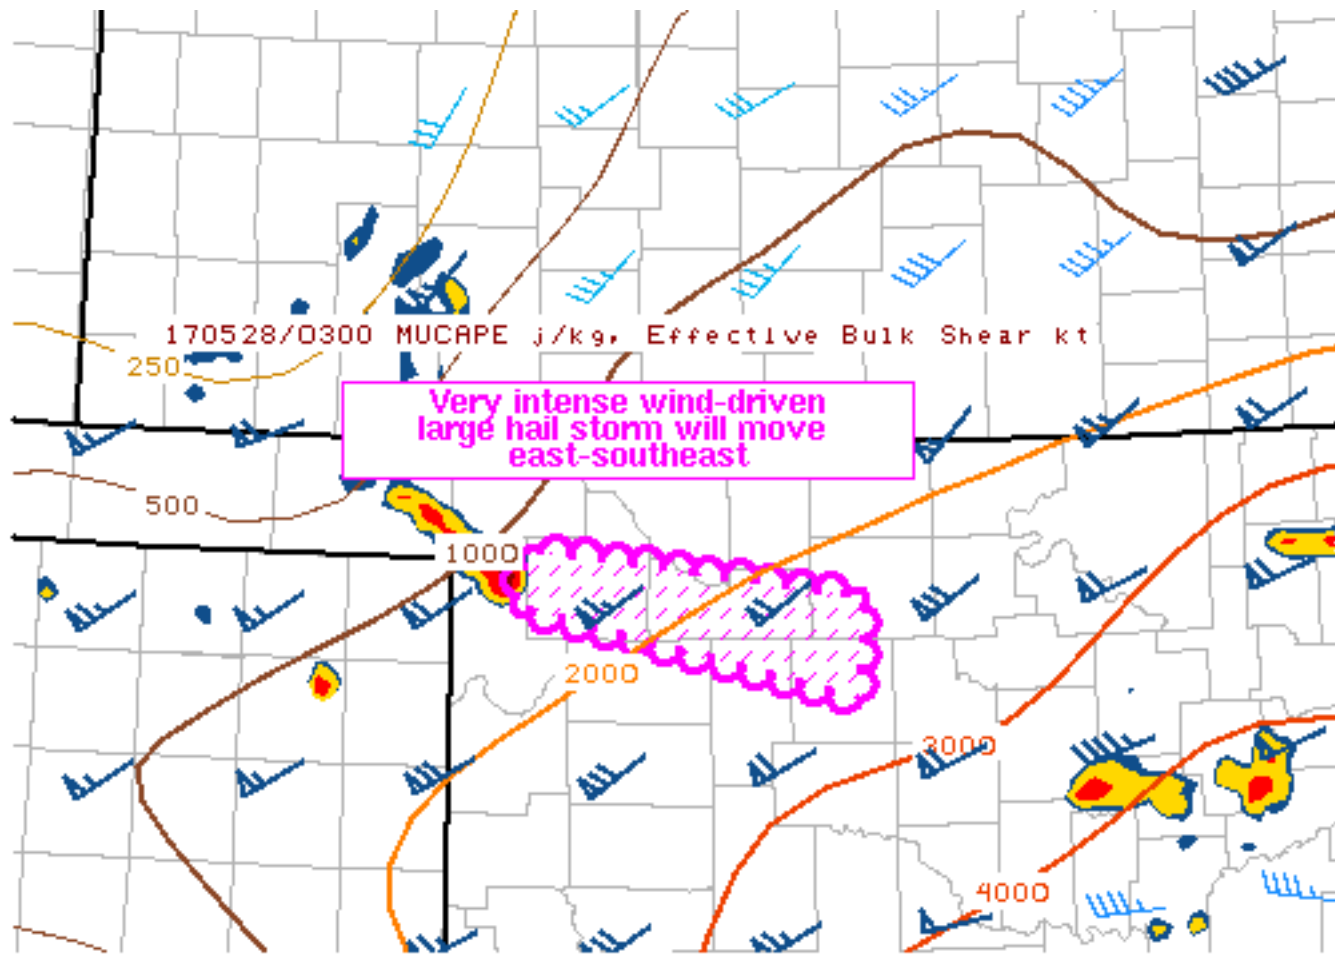 170528/0300 MUCAPE j/kg, Effective Bulk Shear kt
250
Very intense wind-driven
large hail storm will move
east-southeast
500
1000
2000
3000
4000